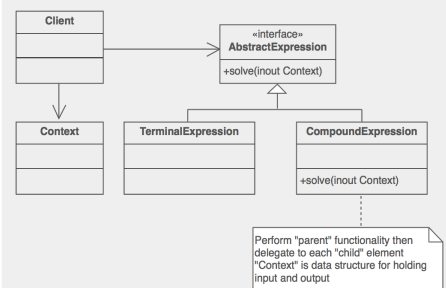 Client
«interface»
AbstractExpression
+solve(inout Context)
Context
TerminalExpression
CompoundExpression
+solve(inout Context)
Perform "parent" functionality then
delegate to each "child" element
"Context" is data structure for holding
input and output